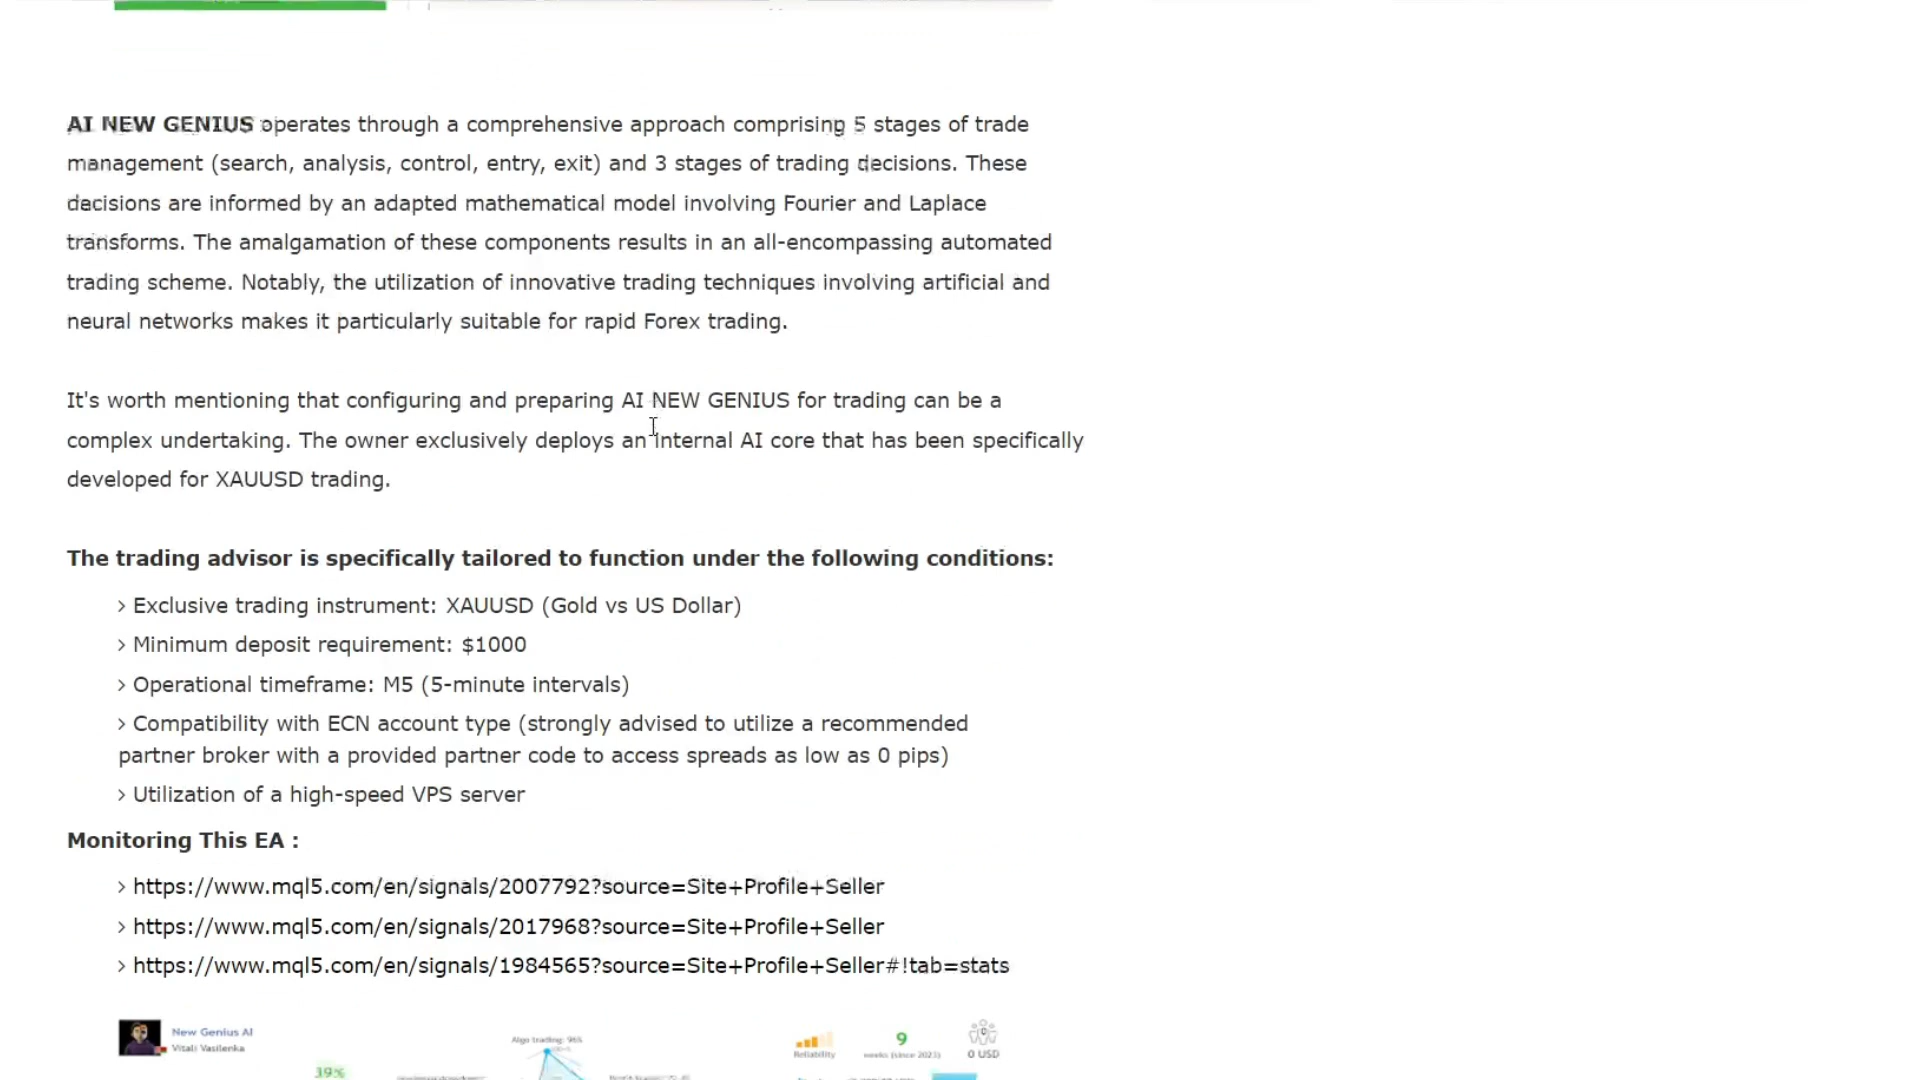 AI NEW GENIUS operates through a comprehensive approach comprising 5 stages of trade
management (search, analysis, control, entry, exit) and 3 stages of trading decisions. These
decisions are informed by an adapted mathematical model involving Fourier and Laplace
transforms. The amalgamation of these components results in an all-encompassing automated
trading scheme. Notably, the utilization of innovative trading techniques involving artificial and
neural networks makes it particularly suitable for rapid Forex trading.
It's worth mentioning that configuring and preparing AI NEW GENIUS for trading can be a
complex undertaking. The owner exclusively deploys an internal AI core that has been specifically
developed for XAUUSD trading.
The trading advisor is specifically tailored to function under the following conditions:
> Exclusive trading instrument: XAUUSD (Gold vs US Dollar)
> Minimum deposit requirement: $1000
> Operational timeframe: M5 (5-minute intervals)
> Compatibility with ECN account type (strongly advised to utilize a recommended
partner broker with a provided partner code to access spreads as low as 0 pips)
> Utilization of a high-speed VPS server
Monitoring This EA :
> https://www.mql5.com/en/signals/2007792?source=Site+Profile+Seller
> https://www.mql5.com/en/signals/2017968?source=Site+Profile+Seller
> https://www.mql5.com/en/signals/1984565?source=Site+Profile+Seller#!tab=stats
New Genius AI
Vitali Vasilenka
Algo trading: 96%
Reliability
9
weeks (since 2023)
0 USD
39%